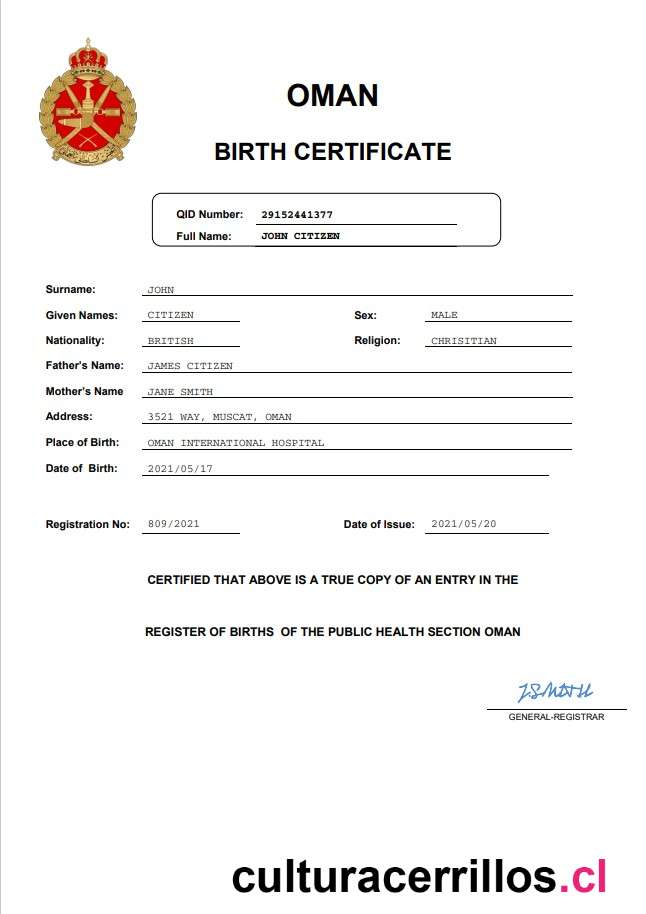 OMAN
BIRTH CERTIFICATE
QID Number: 29152441377
Full Name: JOHN CITIZEN
Surname: JOHN
Given Names: CITIZEN Sex: MALE
Nationality: BRITISH Religion: CHRISITIAN
Father's Name: JAMES CITIZEN
Mother's Name JANE SMITH
Address: 3521 WAY, MUSCAT, OMAN
Place of Birth: OMAN INTERNATIONAL HOSPITAL
Date of Birth: 2021/05/17
Registration No: 809/2021 Date of Issue: 2021/05/20
CERTIFIED THAT ABOVE IS A TRUE COPY OF AN ENTRY IN THE
REGISTER OF BIRTHS OF THE PUBLIC HEALTH SECTION OMAN
J.SMITH
GENERAL-REGISTRAR
culturacerrillos.cl